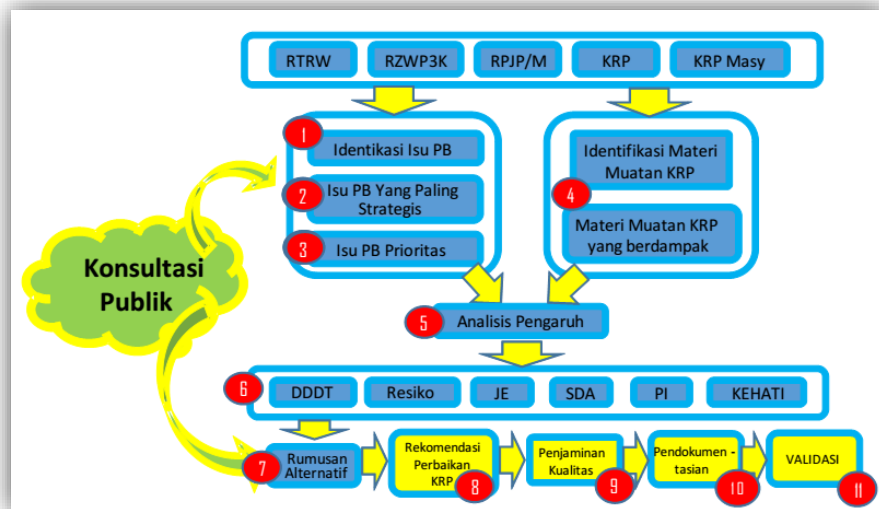 RTRW
RZWP3K
RPJP/M
KRP
KRP Masy
1
Identikasi Isu PB
2
Isu PB Yang Paling
Strategis
3
Isu PB Prioritas
Identifikasi Materi
Muatan KRP
4
Materi Muatan KRP
yang berdampak
Konsultasi
Publik
5
Analisis Pengaruh
6
DDDT
Resiko
JE
SDA
PI
KEHATI
7
Rumusan
Alternatif
Rekomendasi
Perbaikan
KRP
8
Penjaminan
Kualitas
9
Pendokumen -
tasian
10
VALIDASI
11